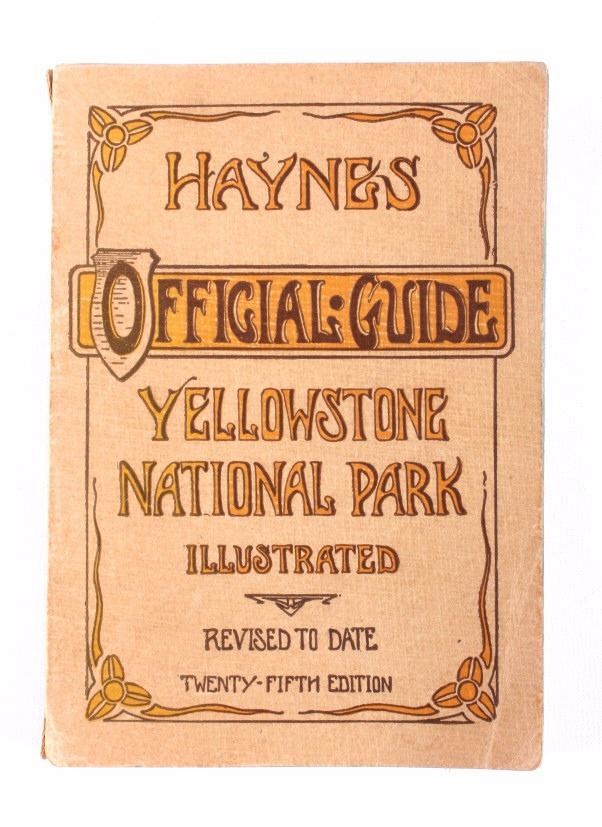 HAYNES
OFFICIAL·GUIDE
YELLOWSTONE
NATIONAL PARK
ILLUSTRATED
REVISED TO DATE
TWENTY-FIFTH EDITION